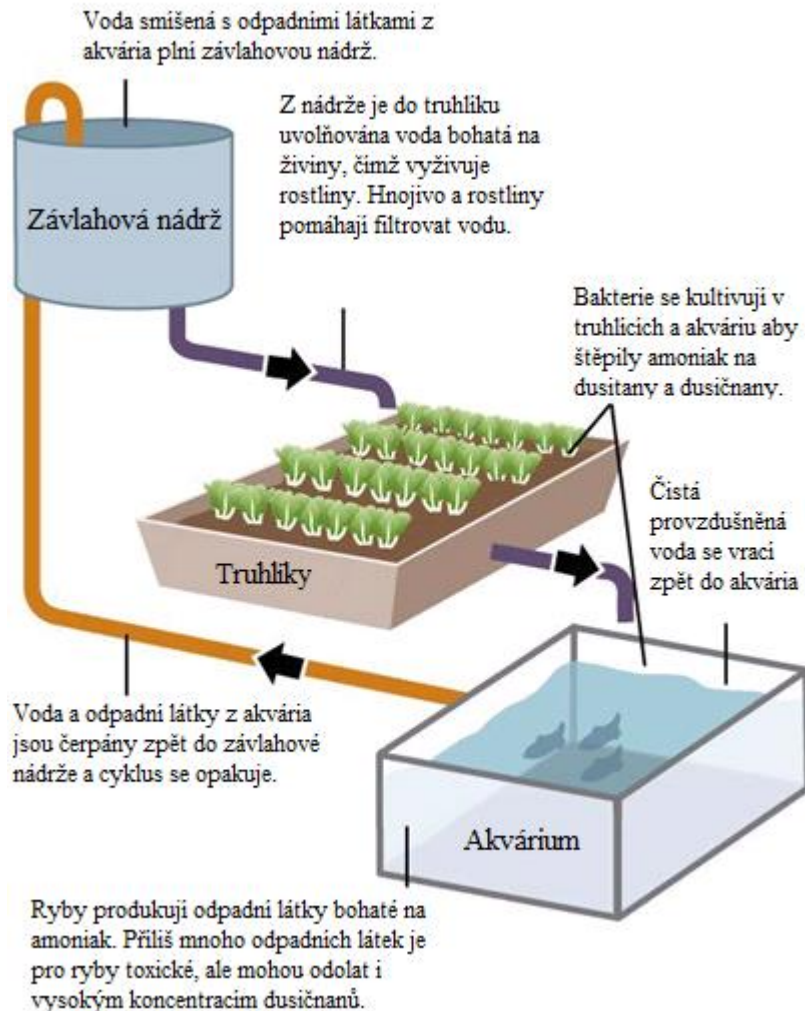 Voda smíšená s odpadními látkami z
akvária plní závlahovou nádrž.
Z nádrže je do truhlíku
uvolňována voda bohatá na
živiny, čímž vyživuje
rostliny. Hnojivo a rostliny
pomáhají filtrovat vodu.
Závlahová nádrž
Bakterie se kultivují v
truhlících a akváriu aby
štěpily amoniak na
dusitany a dusičnany.
Čistá
provzdušněná
voda se vrací
zpět do akvária
Truhlíky
Voda a odpadní látky z akvária
jsou čerpány zpět do závlahové
nádrže a cyklus se opakuje.
Akvárium
Ryby produkují odpadní látky bohaté na
amoniak. Příliš mnoho odpadních látek je
pro ryby toxické, ale mohou odolat i
vysokým koncentracím dusičnanů.